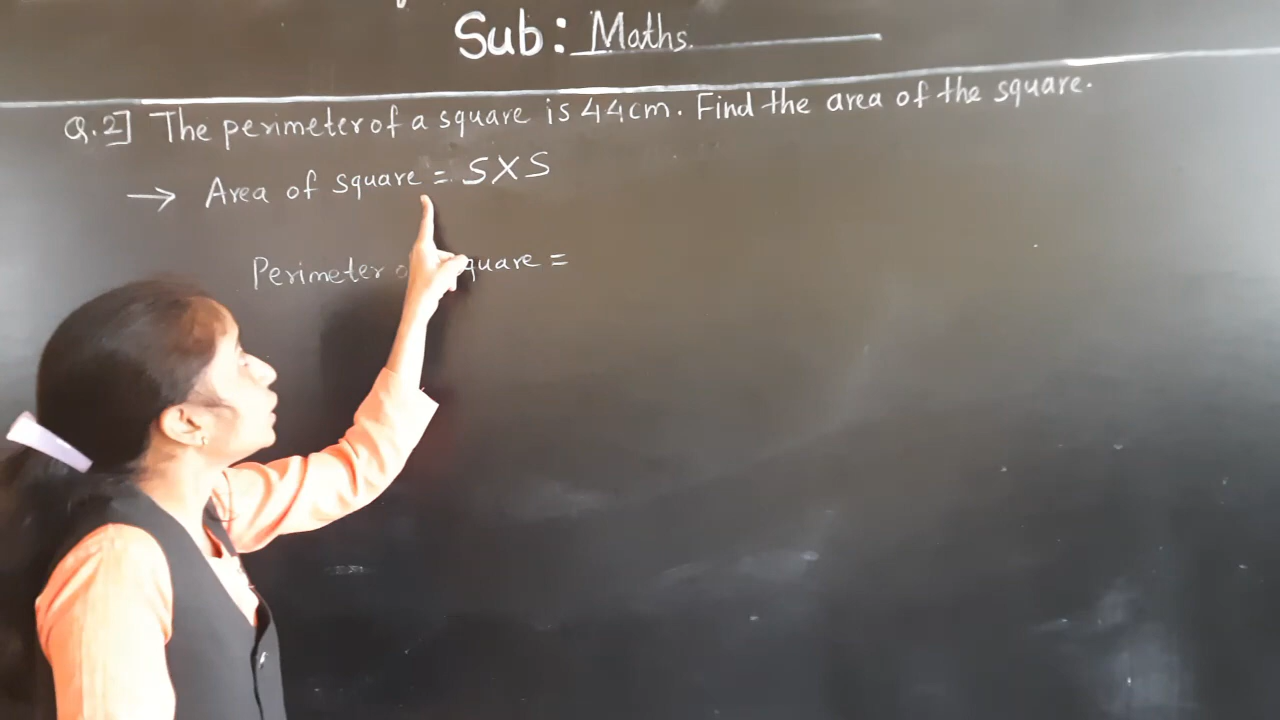 Sub: Maths.
Q.2] The perimeter of a square is 44cm. Find the area of the square.
→ Area of square = S X S
Perimeter square =